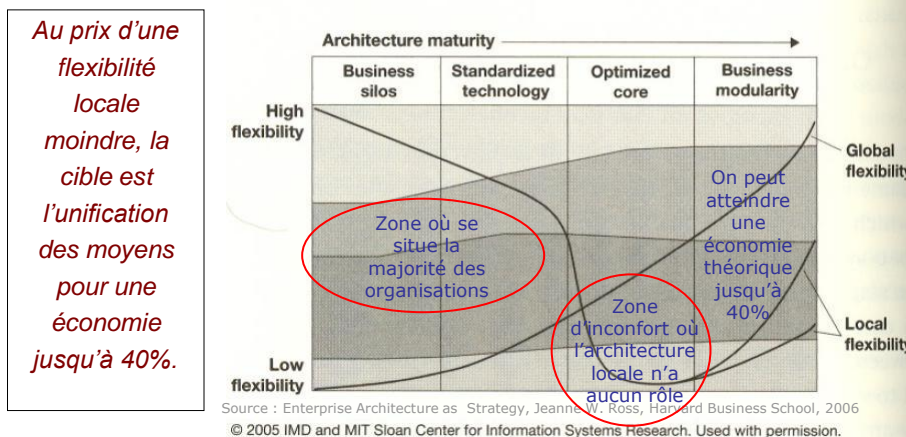 Au prix d'une
flexibilité
locale
moindre, la
cible est
l'unification
des moyens
pour une
économie
jusqu'à 40%.
Architecture maturity
Business
silos
Standardized
technology
Optimized
core
Business
modularity
High
flexibility
Low
flexibility
Zone où se
situe la
majorité des
organisations
Zone
d'inconfort où
l'architecture
locale n'a
aucun rôle
On peut
atteindre
une
économie
théorique
jusqu'à
40%
Global
flexibility
Local
flexibility
Source : Enterprise Architecture as Strategy, Jeanne W. Ross, Harvard Business School, 2006
© 2005 IMD and MIT Sloan Center for Information Systems Research. Used with permission.